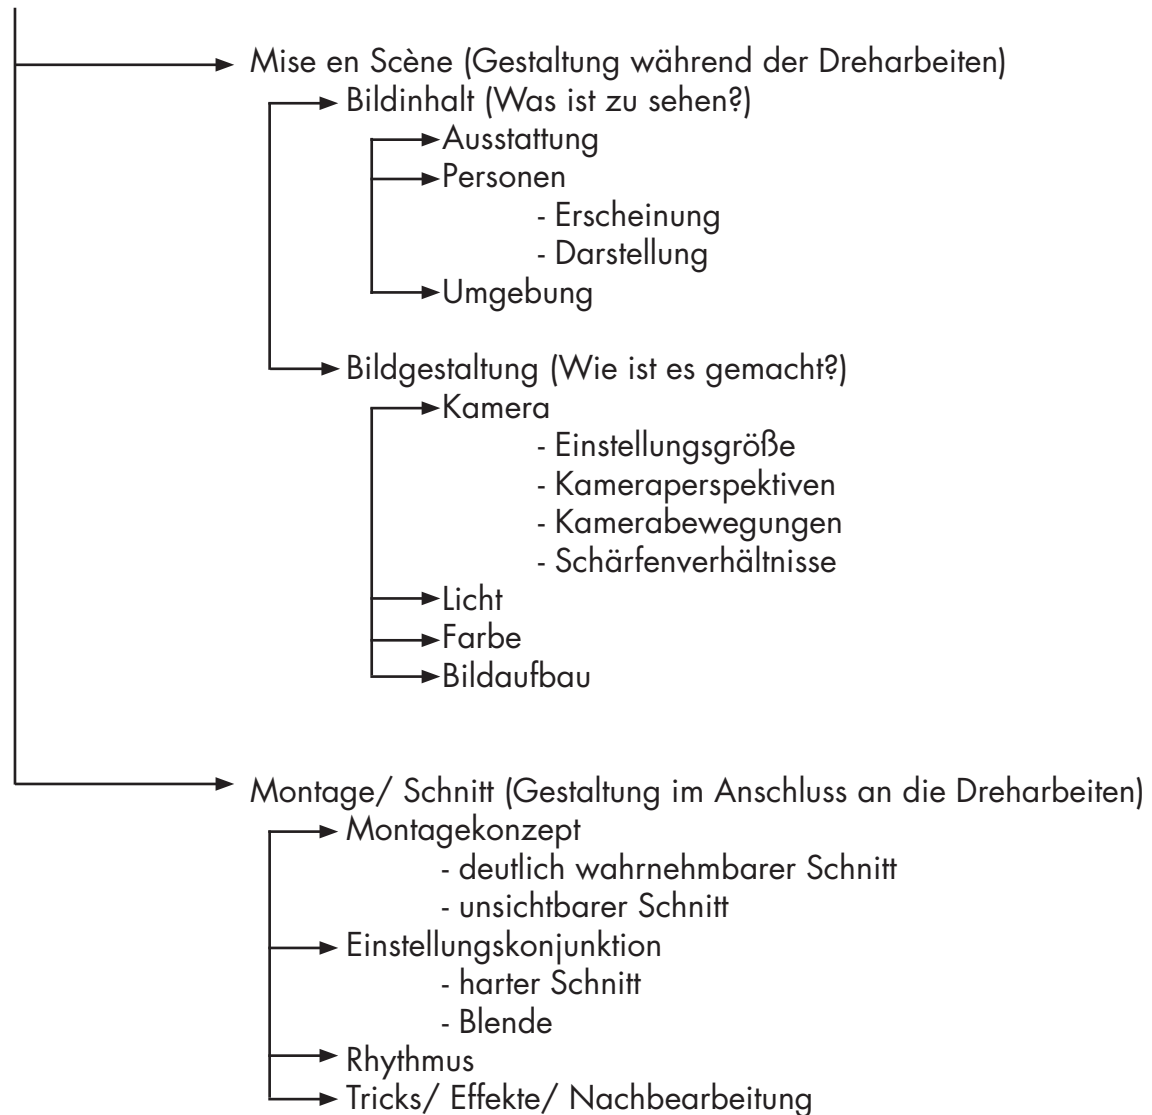 Mise en Scène (Gestaltung während der Dreharbeiten)
Bildinhalt (Was ist zu sehen?)
Ausstattung
Personen
- Erscheinung
- Darstellung
Umgebung
Bildgestaltung (Wie ist es gemacht?)
Kamera
- Einstellungsgröße
- Kameraperspektiven
- Kamerabewegungen
- Schärfenverhältnisse
Licht
Farbe
Bildaufbau
Montage/ Schnitt (Gestaltung im Anschluss an die Dreharbeiten)
Montagekonzept
- deutlich wahrnehmbarer Schnitt
- unsichtbarer Schnitt
Einstellungskonjunktion
- harter Schnitt
- Blende
Rhythmus
Tricks/ Effekte/ Nachbearbeitung